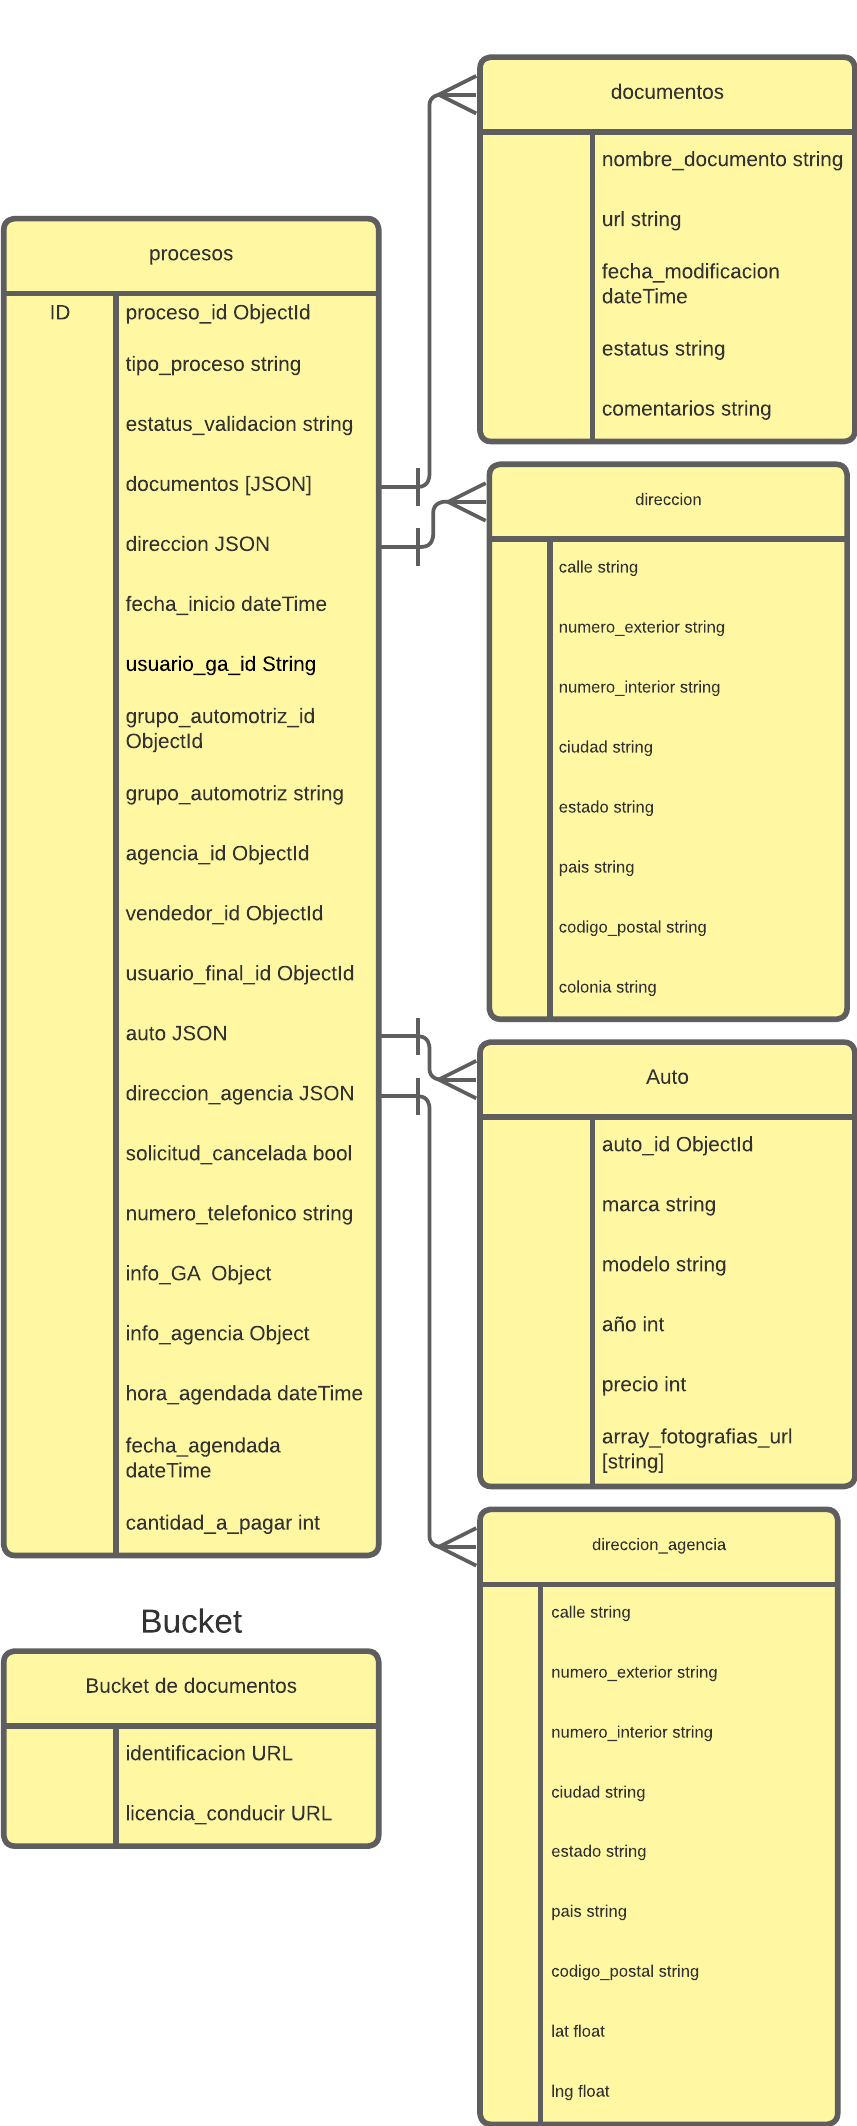 procesos
ID
proceso_id ObjectId
tipo_proceso string
estatus_validacion string
documentos [JSON]
direccion JSON
fecha_inicio dateTime
usuario_ga_id String
grupo_automotriz_id
ObjectId
grupo_automotriz string
agencia_id ObjectId
vendedor_id ObjectId
usuario_final_id ObjectId
auto JSON
direccion_agencia JSON
solicitud_cancelada bool
numero_telefonico string
info_GA  Object
info_agencia Object
hora_agendada dateTime
fecha_agendada
dateTime
cantidad_a_pagar int
Bucket
Bucket de documentos
identificacion URL
licencia_conducir URL
documentos
nombre_documento string
url string
fecha_modificacion
dateTime
estatus string
comentarios string
direccion
calle string
numero_exterior string
numero_interior string
ciudad string
estado string
pais string
codigo_postal string
colonia string
Auto
auto_id ObjectId
marca string
modelo string
año int
precio int
array_fotografias_url
[string]
direccion_agencia
calle string
numero_exterior string
numero_interior string
ciudad string
estado string
pais string
codigo_postal string
lat float
lng float